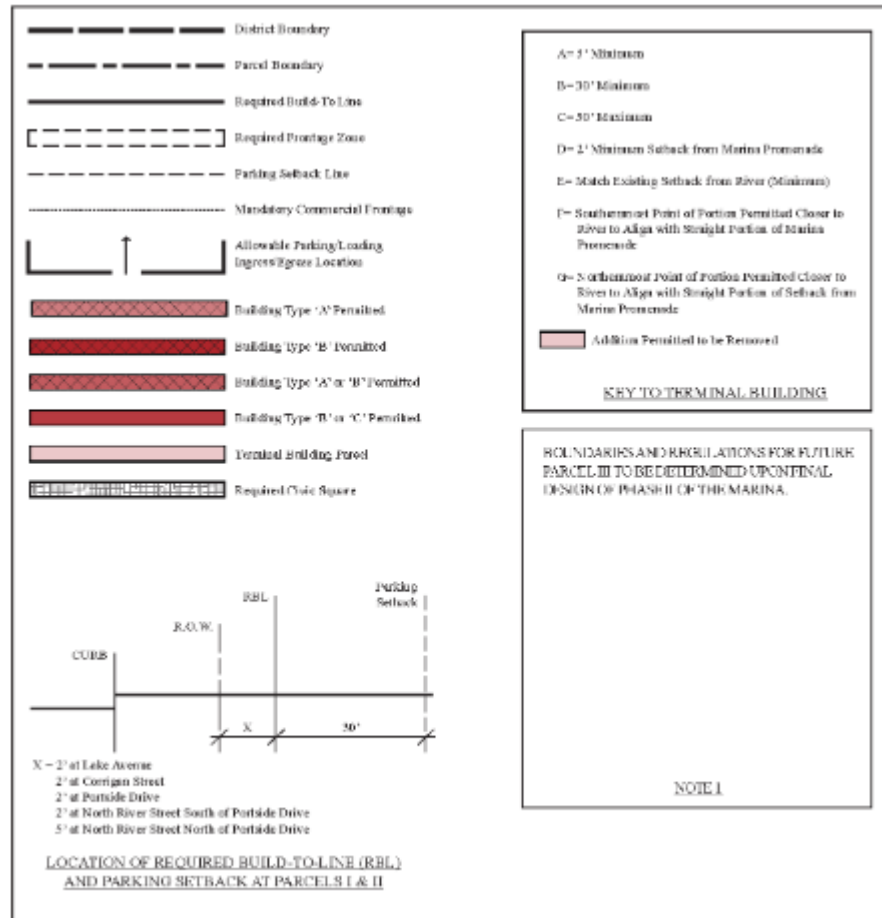 District Boundary
Parcel Boundary
Required Build-To Line
Required Frontage Zone
Parking Setback Line
Mandatory Commercial Frontage
Allowable Parking/Loading
Ingress/Egress Location
Building Type 'A' Permitted
Building Type 'B' Permitted
Building Type 'A' or 'B' Permitted
Building Type 'B' or 'C' Permitted
Terminal Building Parcel
Required Civic Square
A= 5' Minimum
B= 30' Minimum
C= 50' Maximum
D= 2' Minimum Setback from Marina Promenade
E= Match Existing Setback from River (Minimum)
F= Southernmost Point of Portion Permitted Closer to
River to Align with Straight Portion of Marina
Promenade
G= Northernmost Point of Portion Permitted Closer to
River to Align with Straight Portion of Setback from
Marina Promenade
Addition Permitted to be Removed
KEY TO TERMINAL BUILDING
BOUNDARIES AND REGULATIONS FOR FUTURE
PARCEL III TO BE DETERMINED UPON FINAL
DESIGN OF PHASE II OF THE MARINA.
NOTE 1
CURB
R.O.W.
RBL
Parking
Setback
X
30'
X = 2' at Lake Avenue
2' at Corrigan Street
2' at Portside Drive
2' at North River Street South of Portside Drive
5' at North River Street North of Portside Drive
LOCATION OF REQUIRED BUILD-TO-LINE (RBL)
AND PARKING SETBACK AT PARCELS I & II